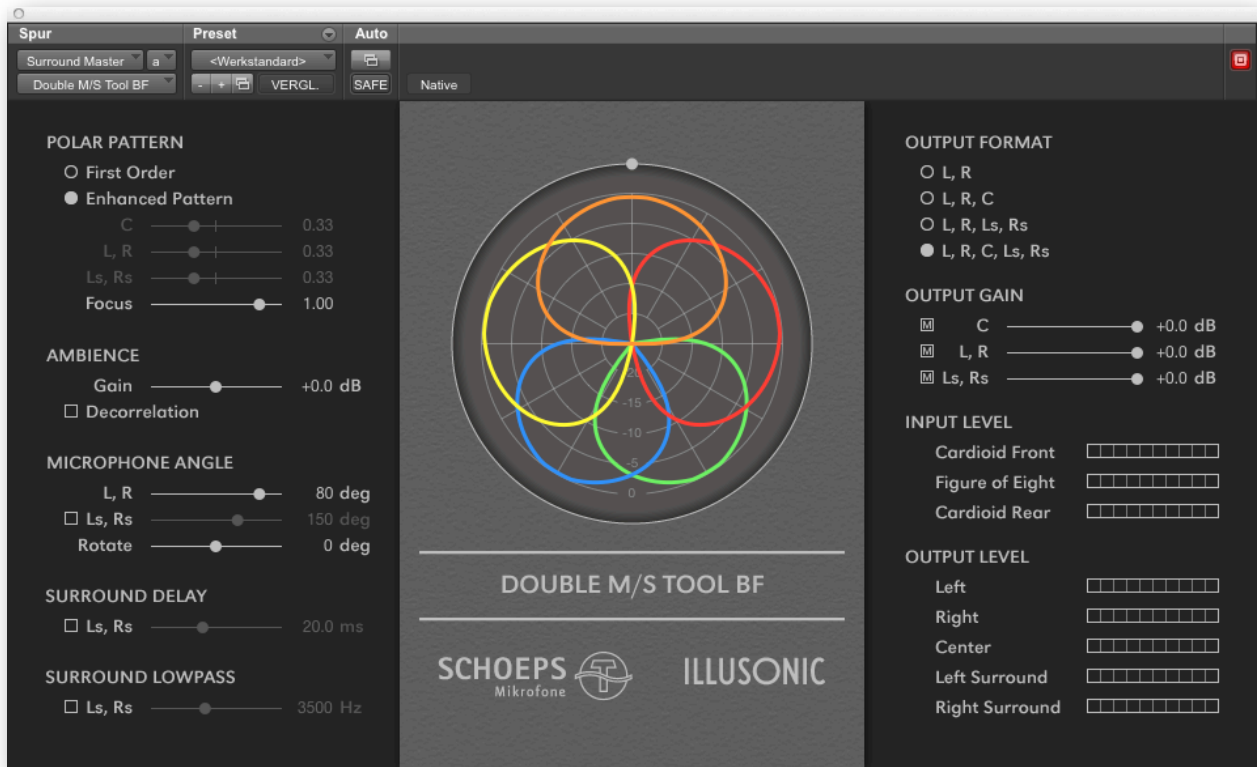 Spur Preset Auto
Surround Master a <Werkstandard>
Double M/S Tool BF - + VERGL. SAFE Native
POLAR PATTERN
First Order
Enhanced Pattern
C 0.33
L, R 0.33
Ls, Rs 0.33
Focus 1.00
AMBIENCE
Gain +0.0 dB
Decorrelation
MICROPHONE ANGLE
L, R 80 deg
Ls, Rs 150 deg
Rotate 0 deg
SURROUND DELAY
Ls, Rs 20.0 ms
SURROUND LOWPASS
Ls, Rs 3500 Hz
-20
-15
-10
-5
0
DOUBLE M/S TOOL BF
SCHOEPS
Mikrofone
ILLUSONIC
OUTPUT FORMAT
L, R
L, R, C
L, R, Ls, Rs
L, R, C, Ls, Rs
OUTPUT GAIN
M C +0.0 dB
M L, R +0.0 dB
M Ls, Rs +0.0 dB
INPUT LEVEL
Cardioid Front
Figure of Eight
Cardioid Rear
OUTPUT LEVEL
Left
Right
Center
Left Surround
Right Surround